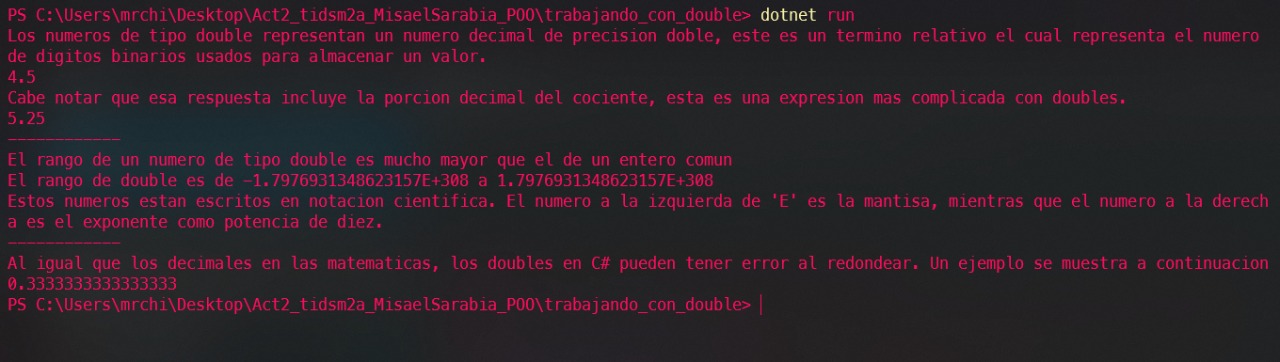 PS C:\Users\mrchi\Desktop\Act2_tidsm2a_MisaelSarabia_POO\trabajando_con_double> dotnet run
Los numeros de tipo double representan un numero decimal de precision doble, este es un termino relativo el cual representa el numero
de digitos binarios usados para almacenar un valor.
4.5
Cabe notar que esa respuesta incluye la porcion decimal del cociente, esta es una expresion mas complicada con doubles.
5.25
------------
El rango de un numero de tipo double es mucho mayor que el de un entero comun
El rango de double es de -1.7976931348623157E+308 a 1.7976931348623157E+308
Estos numeros estan escritos en notacion cientifica. El numero a la izquierda de 'E' es la mantisa, mientras que el numero a la derech
a es el exponente como potencia de diez.
------------
Al igual que los decimales en las matematicas, los doubles en C# pueden tener error al redondear. Un ejemplo se muestra a continuacion
0.3333333333333333
PS C:\Users\mrchi\Desktop\Act2_tidsm2a_MisaelSarabia_POO\trabajando_con_double>